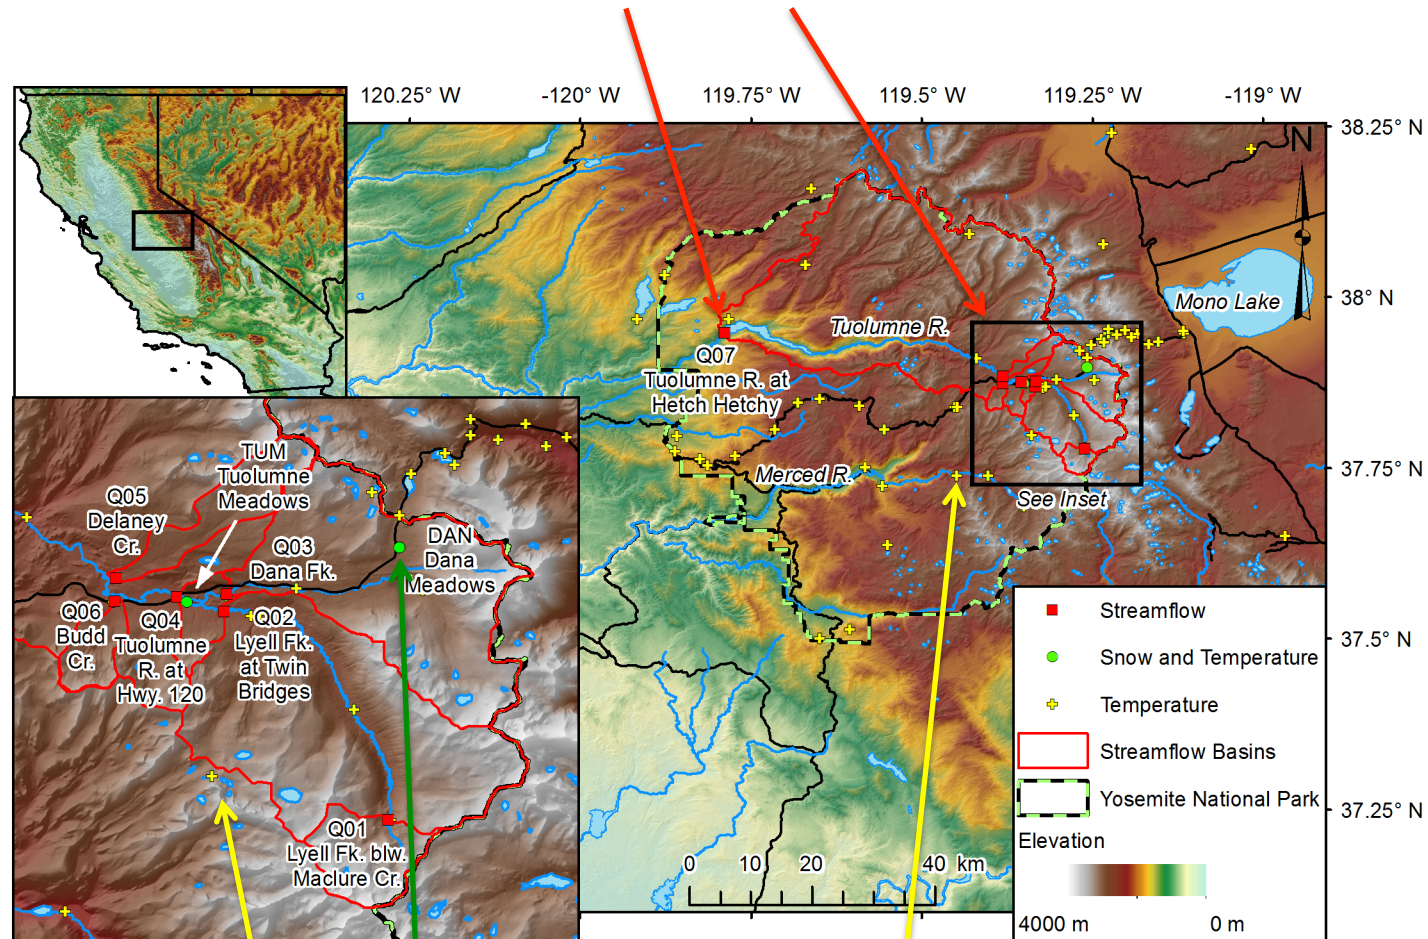 120.25° W
-120° W
119.75° W
119.5° W
119.25° W
-119° W
38.25° N
N
38° N
Mono Lake
Tuolumne R.
Q07
Tuolumne R. at
Hetch Hetchy
37.75° N
Merced R.
See Inset
37.5° N
37.25° N
TUM
Tuolumne
Meadows
Q05
Delaney
Cr.
Q03
Dana Fk.
DAN
Dana
Meadows
Q06
Budd
Cr.
Q04
Tuolumne
R. at
Hwy. 120
Q02
Lyell Fk.
at Twin
Bridges
Q01
Lyell Fk. blw.
Maclure Cr.
0 10 20 40 km
Streamflow
Snow and Temperature
Temperature
Streamflow Basins
Yosemite National Park
Elevation
4000 m 0 m